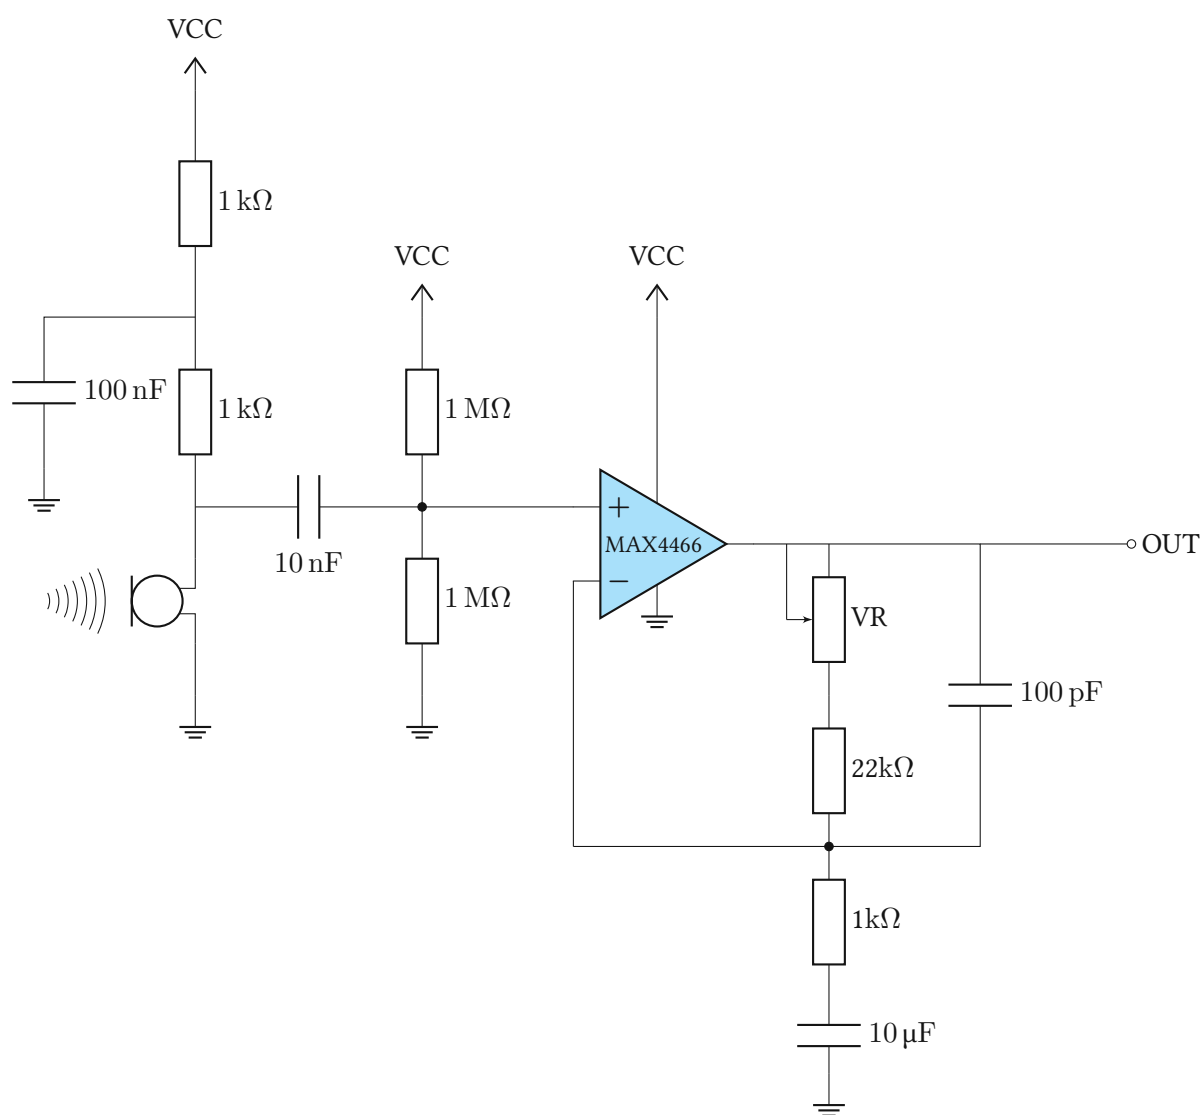 VCC
1 kΩ
VCC
VCC
100 nF
1 kΩ
1 MΩ
+
MAX4466
−
OUT
10 nF
1 MΩ
VR
100 pF
22kΩ
1kΩ
10 µF